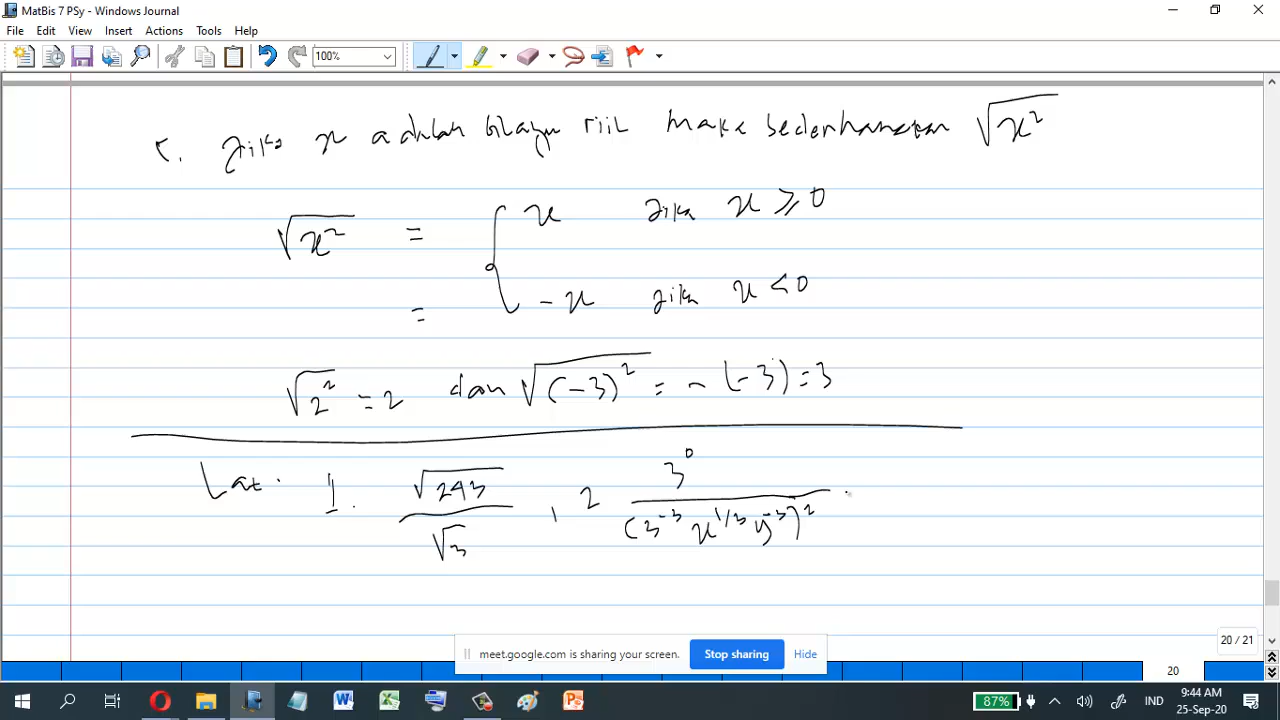 MatBis 7 PSy - Windows Journal
File Edit View Insert Actions Tools Help
100%
c. jika x adalah bilangan riil maka sederhanakan √x²
√x² = { x jika x ≥ 0
= -x jika x < 0
√2² = 2 dan √(-3)² = -(-3) = 3
Lat. 1. √243 / √3 , 2 3⁰ / (3⁻³ x^1/3 y⁻³)²
20 / 21
meet.google.com is sharing your screen. Stop sharing Hide
20
87% IND 9:44 AM
25-Sep-20